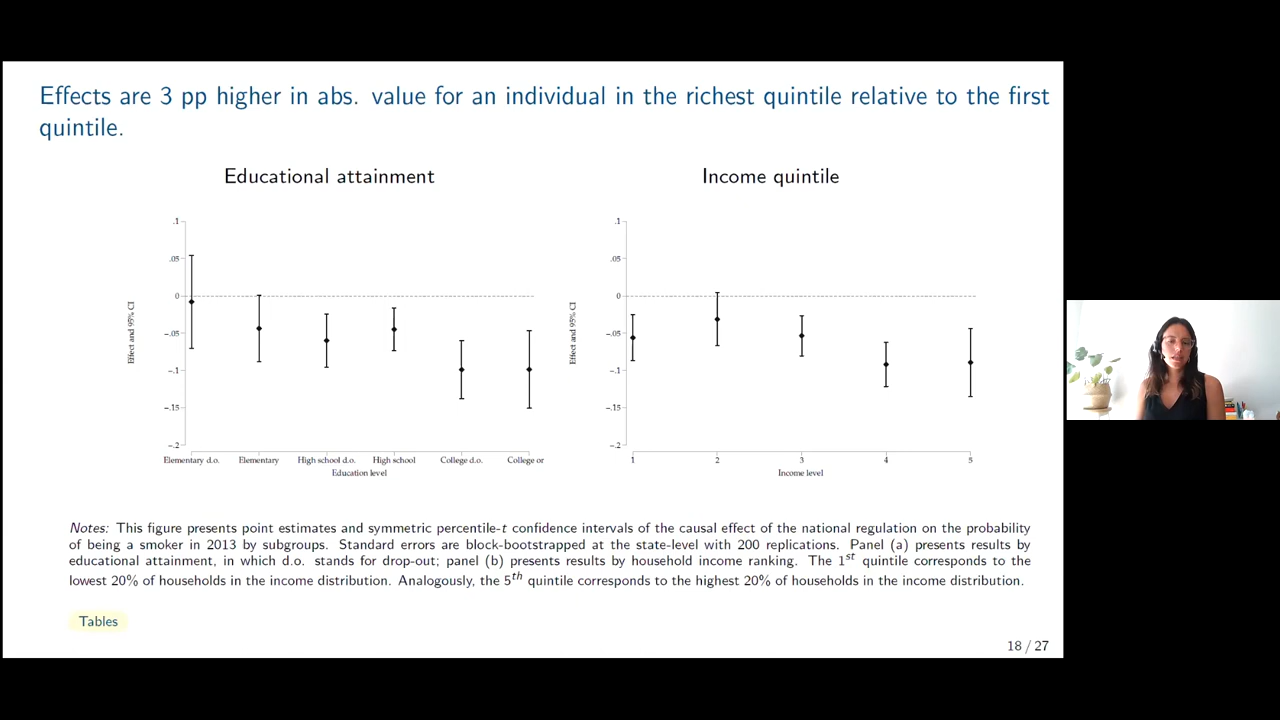 Effects are 3 pp higher in abs. value for an individual in the richest quintile relative to the first
quintile.
Educational attainment
.1
.05
0
-.05
-.1
-.15
-.2
Effect and 95% CI
Elementary d.o. Elementary High school d.o. High school College d.o. College or
Education level
Income quintile
.1
.05
0
-.05
-.1
-.15
-.2
Effect and 95% CI
1 2 3 4 5
Income level
Notes: This figure presents point estimates and symmetric percentile-t confidence intervals of the causal effect of the national regulation on the probability
of being a smoker in 2013 by subgroups. Standard errors are block-bootstrapped at the state-level with 200 replications. Panel (a) presents results by
educational attainment, in which d.o. stands for drop-out; panel (b) presents results by household income ranking. The 1st quintile corresponds to the
lowest 20% of households in the income distribution. Analogously, the 5th quintile corresponds to the highest 20% of households in the income distribution.
Tables
18 / 27